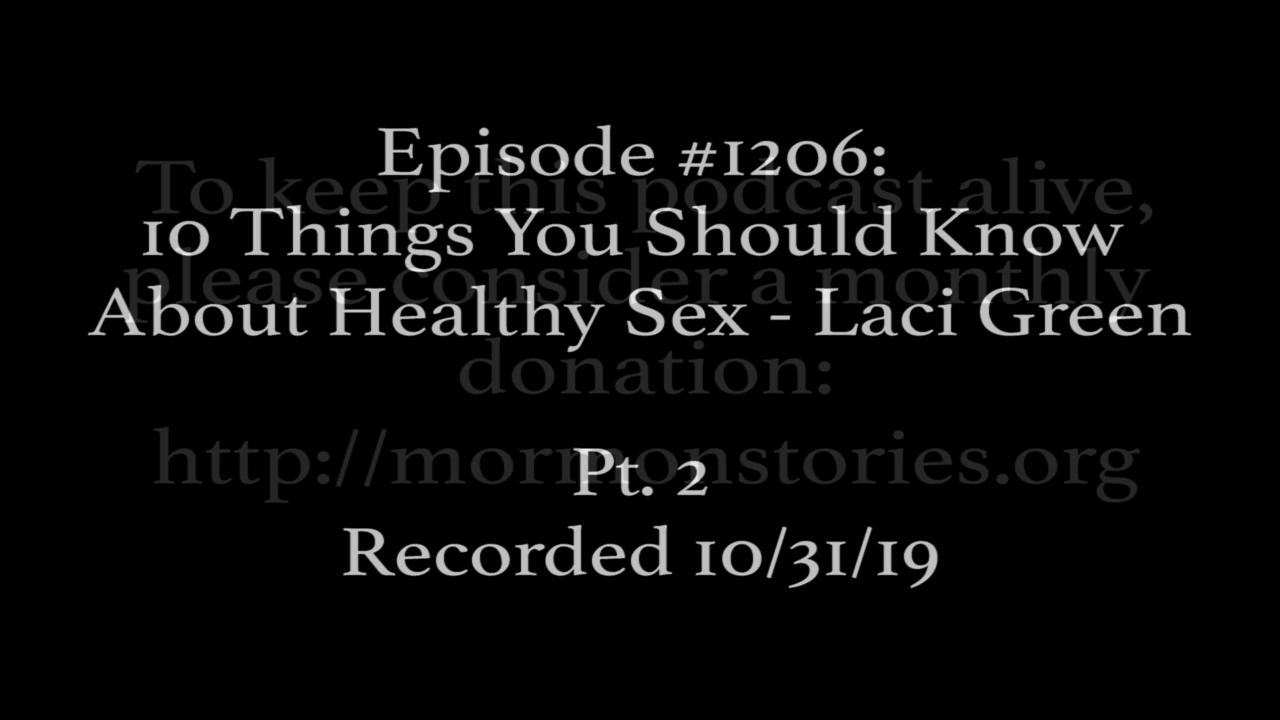 Episode #1206:
10 Things You Should Know
About Healthy Sex - Laci Green
Pt. 2
Recorded 10/31/19
To keep this podcast alive,
please consider a monthly
donation:
http://mormonstories.org